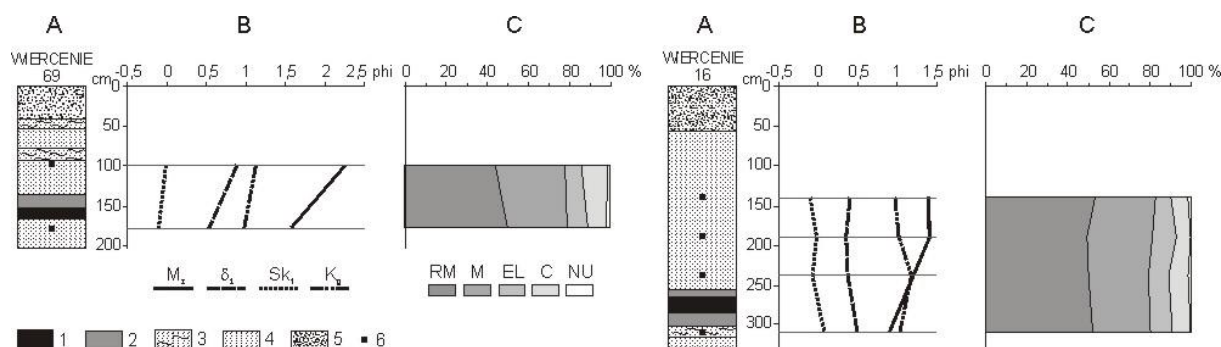 A B C A B C
WIERCENIE
69
cm -0,5 0 0,5 1 1,5 2 2,5 phi
0 20 40 60 80 100 %
WIERCENIE
16
cm -0,5 0 0,5 1 1,5 phi
0 20 40 60 80 100 %
0
50
100
150
200
0
50
100
150
200
250
300
Mz δ1 Sk1 Kg
RM M EL C NU
1 2 3 4 5 6